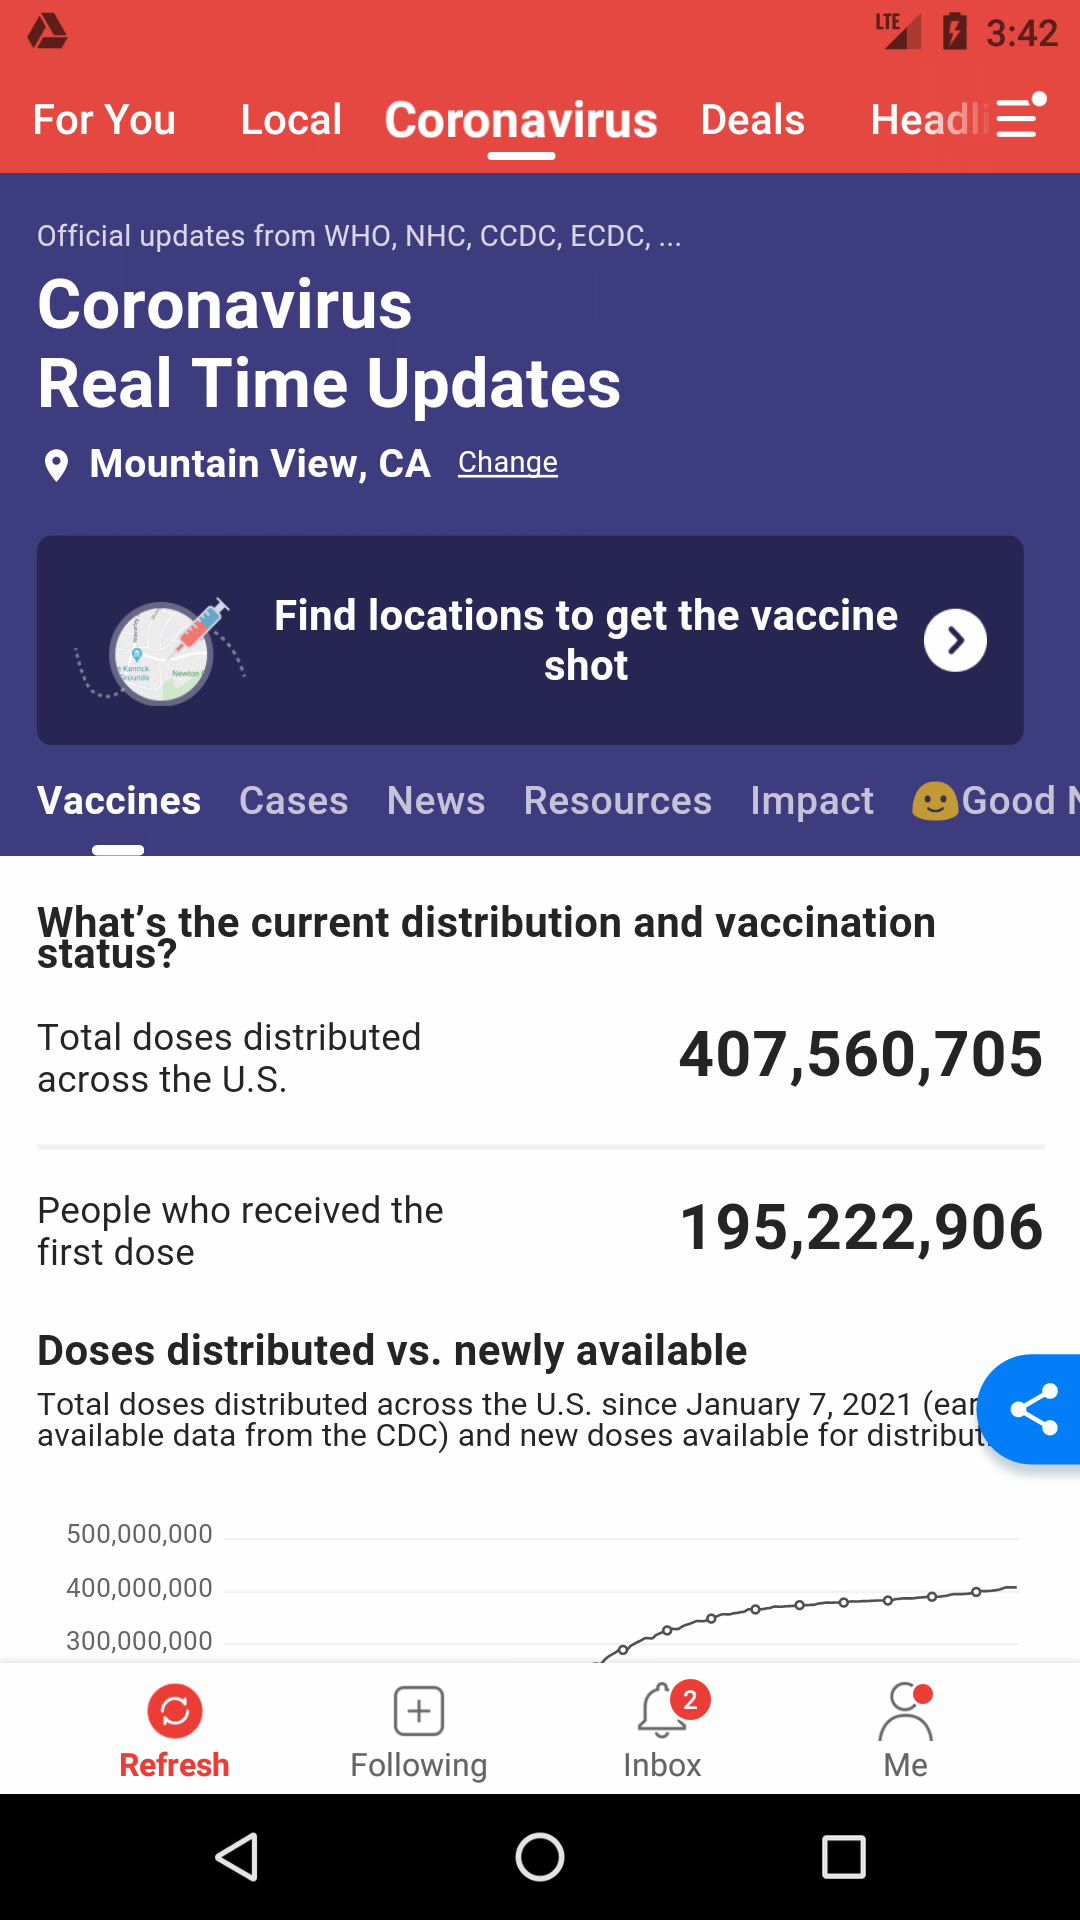 LTE 3:42
For You Local Coronavirus Deals Headli
Official updates from WHO, NHC, CCDC, ECDC, ...
Coronavirus
Real Time Updates
Mountain View, CA Change
Find locations to get the vaccine
shot
Newton
Vaccines Cases News Resources Impact Good N
What’s the current distribution and vaccination
status?
Total doses distributed
across the U.S.
407,560,705
People who received the
first dose
195,222,906
Doses distributed vs. newly available
Total doses distributed across the U.S. since January 7, 2021 (ear
available data from the CDC) and new doses available for distribut
500,000,000
400,000,000
300,000,000
2
Refresh Following Inbox Me